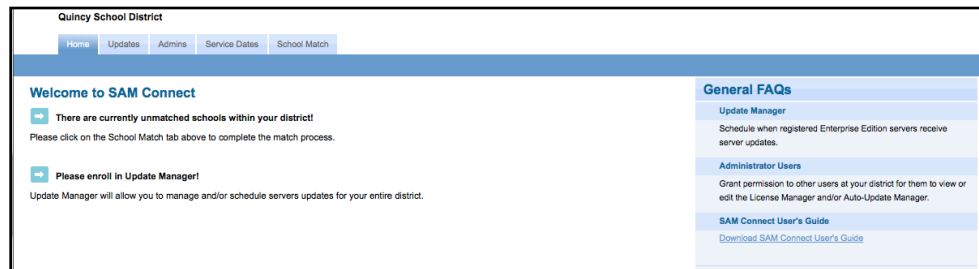 Quincy School District
Home Updates Admins Service Dates School Match
Welcome to SAM Connect
There are currently unmatched schools within your district!
Please click on the School Match tab above to complete the match process.
Please enroll in Update Manager!
Update Manager will allow you to manage and/or schedule servers updates for your entire district.
General FAQs
Update Manager
Schedule when registered Enterprise Edition servers receive
server updates.
Administrator Users
Grant permission to other users at your district for them to view or
edit the License Manager and/or Auto-Update Manager.
SAM Connect User's Guide
Download SAM Connect User's Guide